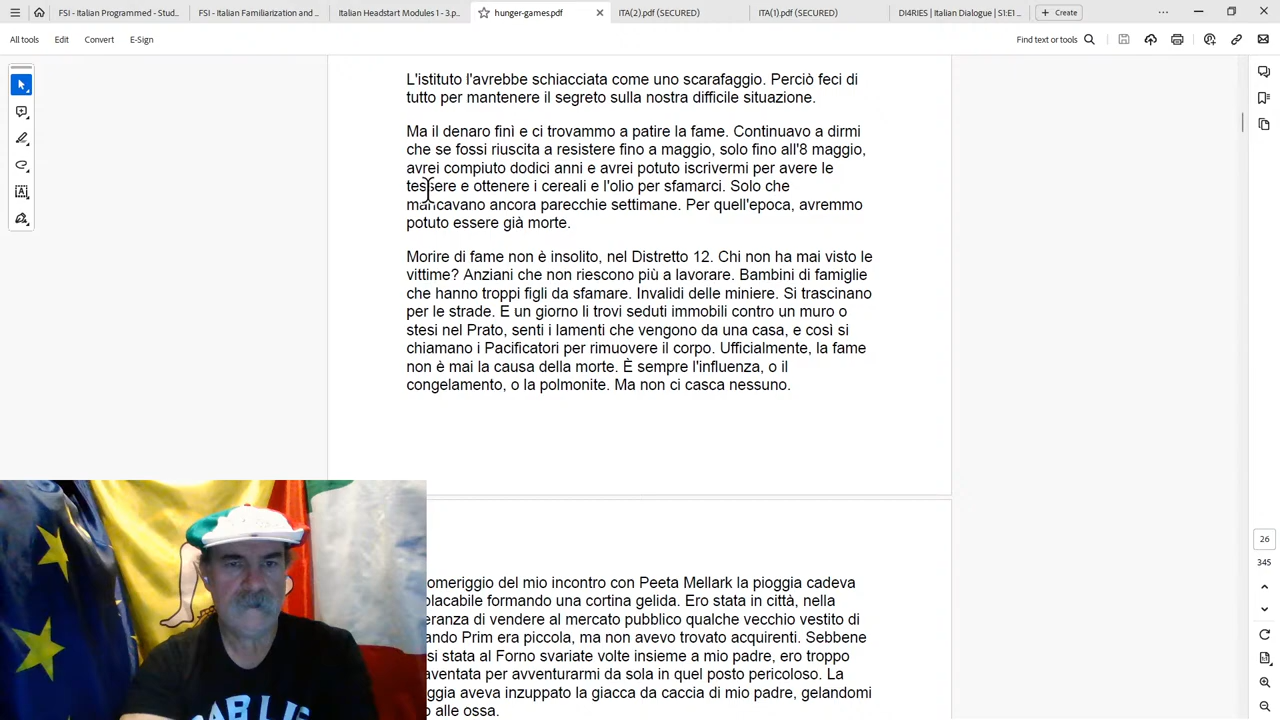 FSI - Italian Programmed - Stud...
FSI - Italian Familiarization and ...
Italian Headstart Modules 1 - 3.p...
hunger-games.pdf
ITA(2).pdf (SECURED)
ITA(1).pdf (SECURED)
DI4RIES | Italian Dialogue | S1:E1 ...
Create
All tools
Edit
Convert
E-Sign
Find text or tools
L'istituto l'avrebbe schiacciata come uno scarafaggio. Perciò feci di
tutto per mantenere il segreto sulla nostra difficile situazione.
Ma il denaro finì e ci trovammo a patire la fame. Continuavo a dirmi
che se fossi riuscita a resistere fino a maggio, solo fino all'8 maggio,
avrei compiuto dodici anni e avrei potuto iscrivermi per avere le
tessere e ottenere i cereali e l'olio per sfamarci. Solo che
mancavano ancora parecchie settimane. Per quell'epoca, avremmo
potuto essere già morte.
Morire di fame non è insolito, nel Distretto 12. Chi non ha mai visto le
vittime? Anziani che non riescono più a lavorare. Bambini di famiglie
che hanno troppi figli da sfamare. Invalidi delle miniere. Si trascinano
per le strade. E un giorno li trovi seduti immobili contro un muro o
stesi nel Prato, senti i lamenti che vengono da una casa, e così si
chiamano i Pacificatori per rimuovere il corpo. Ufficialmente, la fame
non è mai la causa della morte. È sempre l'influenza, o il
congelamento, o la polmonite. Ma non ci casca nessuno.
omeriggio del mio incontro con Peeta Mellark la pioggia cadeva
olacabile formando una cortina gelida. Ero stata in città, nella
eranza di vendere al mercato pubblico qualche vecchio vestito di
ando Prim era piccola, ma non avevo trovato acquirenti. Sebbene
si stata al Forno svariate volte insieme a mio padre, ero troppo
aventata per avventurarmi da sola in quel posto pericoloso. La
ggia aveva inzuppato la giacca da caccia di mio padre, gelandomi
o alle ossa.
26
345